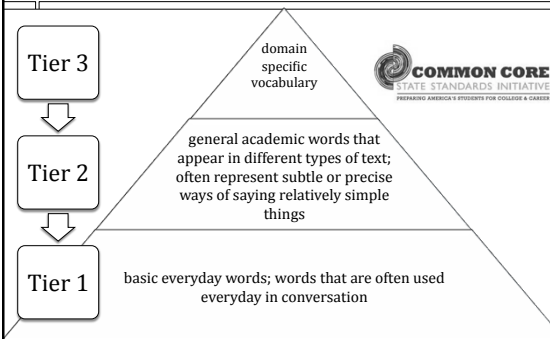 Tier 3
domain
specific
vocabulary
COMMON CORE
STATE STANDARDS INITIATIVE
PREPARING AMERICA'S STUDENTS FOR COLLEGE & CAREER
Tier 2
general academic words that
appear in different types of text;
often represent subtle or precise
ways of saying relatively simple
things
Tier 1
basic everyday words; words that are often used
everyday in conversation